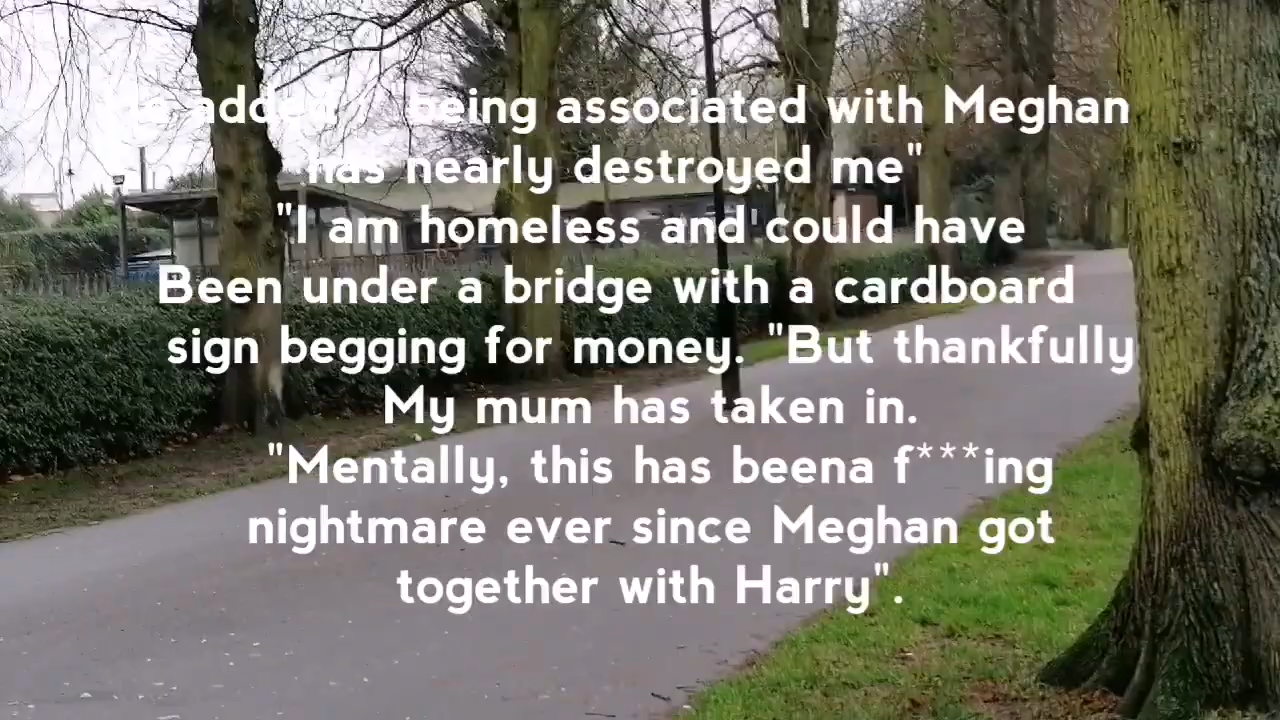 He added " being associated with Meghan
has nearly destroyed me"
"I am homeless and could have
Been under a bridge with a cardboard
sign begging for money. "But thankfully
My mum has taken in.
"Mentally, this has beena f***ing
nightmare ever since Meghan got
together with Harry".